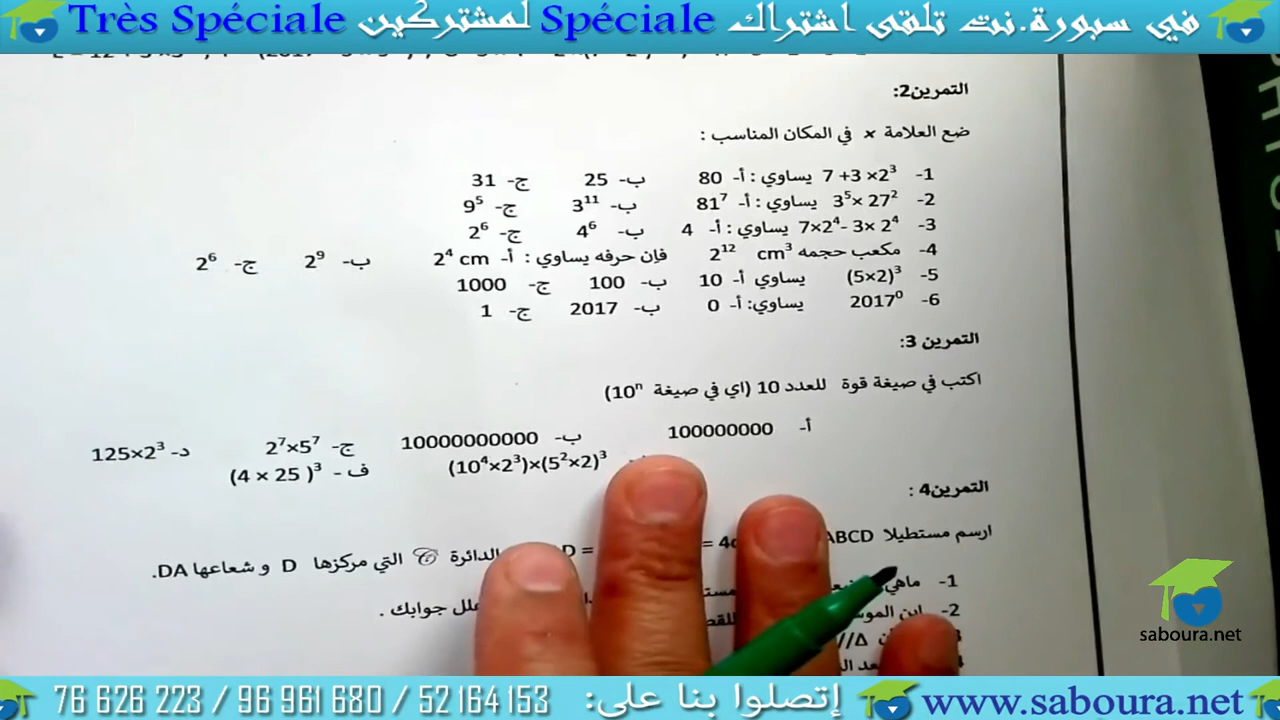 في سبورة.نت تلقى اشتراك Spéciale لمشتركين Très Spéciale
التمرين2:
ضع العلامة x في المكان المناسب :
1- 7 +3 ×2³ يساوي : أ- 80 ب- 25 ج- 31
2- 3⁵× 27² يساوي : أ- 81⁷ ب- 3¹¹ ج- 9⁵
3- 7×2⁴- 3× 2⁴ يساوي : أ- 4 ب- 4⁶ ج- 2⁶
4- مكعب حجمه 2¹² cm³ فإن حرفه يساوي : أ- 2⁴ cm ب- 2⁹ ج- 2⁶
5- (5×2)³ يساوي أ- 10 ب- 100 ج- 1000
6- 2017⁰ يساوي: أ- 0 ب- 2017 ج- 1
التمرين 3:
اكتب في صيغة قوة للعدد 10 (اي في صيغة 10ⁿ)
أ- 100000000 ب- 10000000000 ج- 2⁷×5⁷ د- 125×2³
(10⁴×2³)×(5²×2)³ ف - (4 × 25 )³
التمرين4 :
ارسم مستطيلا ABCD = 4 D = الدائرة 𝒞 التي مركزها D و شعاعها DA.
1- ماهي
2- ابن علل جوابك .
//Δ
saboura.net
www.saboura.net إتصلوا بنا على: 76 626 223 / 96 961 680 / 52 164 153